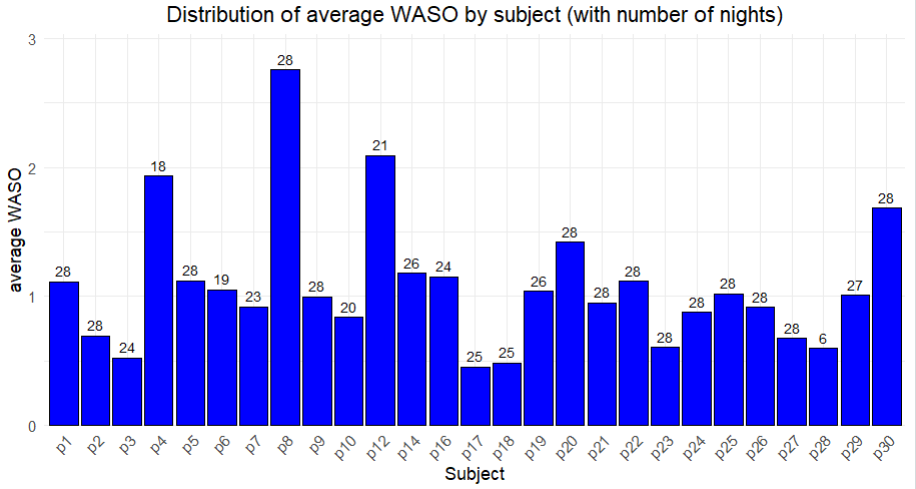 Distribution of average WASO by subject (with number of nights)
average WASO
3
2
1
0
28 28 24 18 28 19 23 28 28 20 21 26 24 25 25 26 28 28 28 28 28 28 28 28 6 27 28
p1 p2 p3 p4 p5 p6 p7 p8 p9 p10 p12 p14 p16 p17 p18 p19 p20 p21 p22 p23 p24 p25 p26 p27 p28 p29 p30
Subject